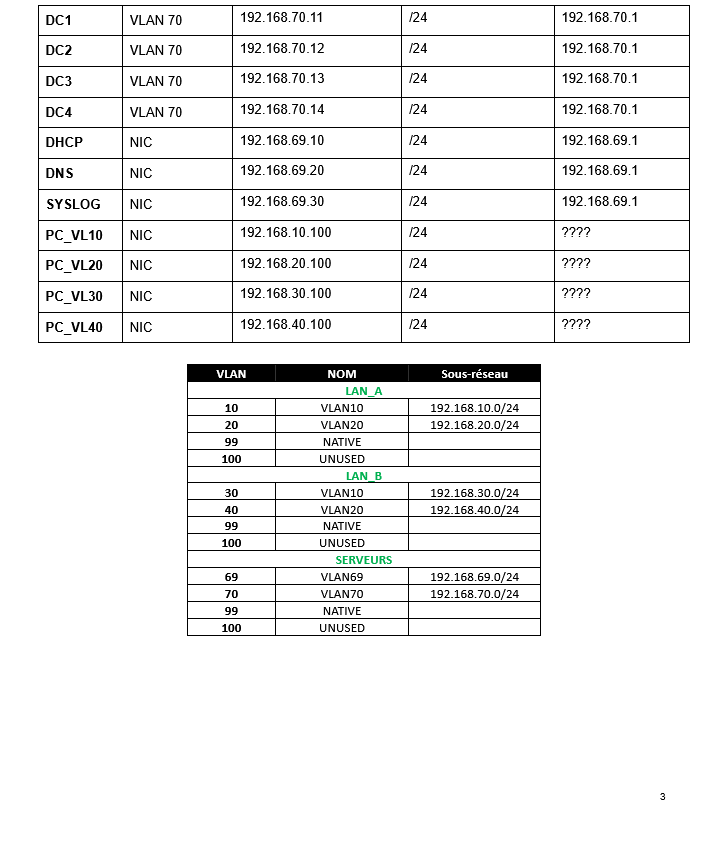 DC1 VLAN 70 192.168.70.11 /24 192.168.70.1
DC2 VLAN 70 192.168.70.12 /24 192.168.70.1
DC3 VLAN 70 192.168.70.13 /24 192.168.70.1
DC4 VLAN 70 192.168.70.14 /24 192.168.70.1
DHCP NIC 192.168.69.10 /24 192.168.69.1
DNS NIC 192.168.69.20 /24 192.168.69.1
SYSLOG NIC 192.168.69.30 /24 192.168.69.1
PC_VL10 NIC 192.168.10.100 /24 ????
PC_VL20 NIC 192.168.20.100 /24 ????
PC_VL30 NIC 192.168.30.100 /24 ????
PC_VL40 NIC 192.168.40.100 /24 ????
VLAN NOM Sous-réseau
LAN_A
10 VLAN10 192.168.10.0/24
20 VLAN20 192.168.20.0/24
99 NATIVE
100 UNUSED
LAN_B
30 VLAN10 192.168.30.0/24
40 VLAN20 192.168.40.0/24
99 NATIVE
100 UNUSED
SERVEURS
69 VLAN69 192.168.69.0/24
70 VLAN70 192.168.70.0/24
99 NATIVE
100 UNUSED
3